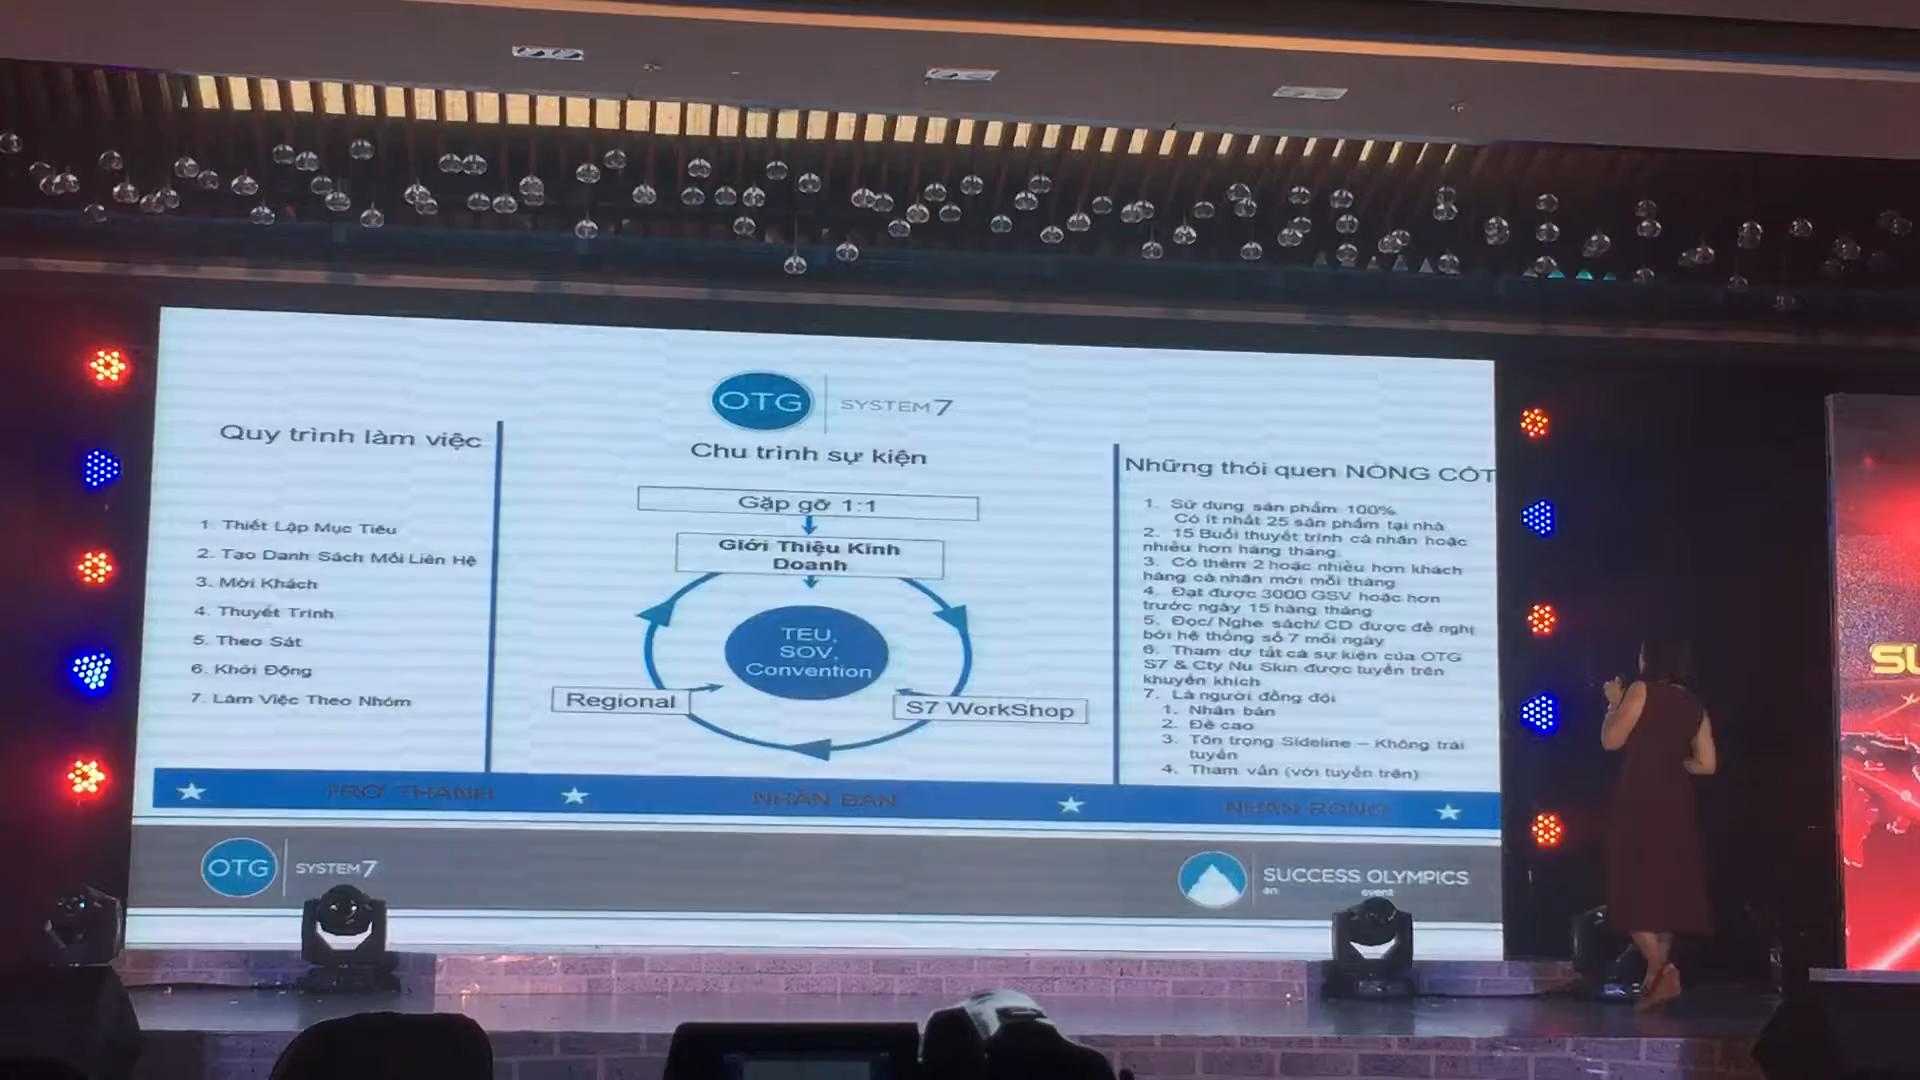 OTG SYSTEM 7
Quy trình làm việc
1. Thiết Lập Mục Tiêu
2. Tạo Danh Sách Mối Liên Hệ
3. Mời Khách
4. Thuyết Trình
5. Theo Sát
6. Khởi Động
7. Làm Việc Theo Nhóm
Chu trình sự kiện
Gặp gỡ 1:1
Giới Thiệu Kinh
Doanh
TEU,
SOV,
Convention
Regional
S7 WorkShop
Những thói quen NÒNG CỐT
1. Sử dụng sản phẩm 100%
Có ít nhất 25 sản phẩm tại nhà
2. 15 Buổi thuyết trình cá nhân hoặc
nhiều hơn hàng tháng.
3. Có thêm 2 hoặc nhiều hơn khách
hàng cá nhân mới mỗi tháng
4. Đạt được 3000 GSV hoặc hơn
trước ngày 15 hàng tháng
5. Đọc/ Nghe sách/ CD được đề nghị
bởi hệ thống số 7 mỗi ngày
6. Tham dự tất cả sự kiện của OTG
S7 & Cty Nu Skin được tuyến trên
khuyến khích
7. Là người đồng đội
1. Nhân bản
2. Đề cao
3. Tôn trọng Sideline – Không trái
tuyến
4. Tham vấn (với tuyến trên)
TRỞ THÀNH
NHÂN BẢN
NHÂN RỘNG
OTG SYSTEM 7
SUCCESS OLYMPICS
an event
SU